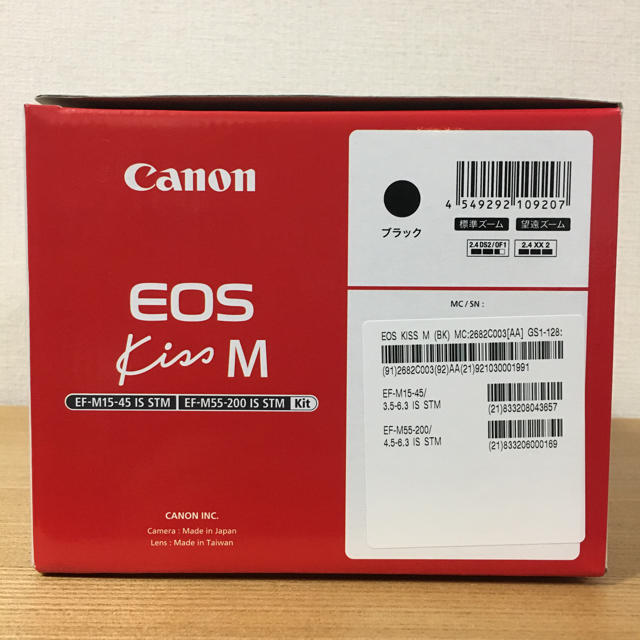 Canon
EOS
Kiss M
EF-M15-45 IS STM EF-M55-200 IS STM Kit
CANON INC.
Camera : Made in Japan
Lens : Made in Taiwan
ブラック
4 549292 109207
標準ズーム 望遠ズーム
2.4 DS2/OF1 2.4 XX 2
MC / SN :
EOS KISS M (BK) MC:2682C003[AA] GS1-128:
(91)2682C003(92)AA(21)921030001991
EF-M15-45/
3.5-6.3 IS STM
(21)833208043657
EF-M55-200/
4.5-6.3 IS STM
(21)833206000169